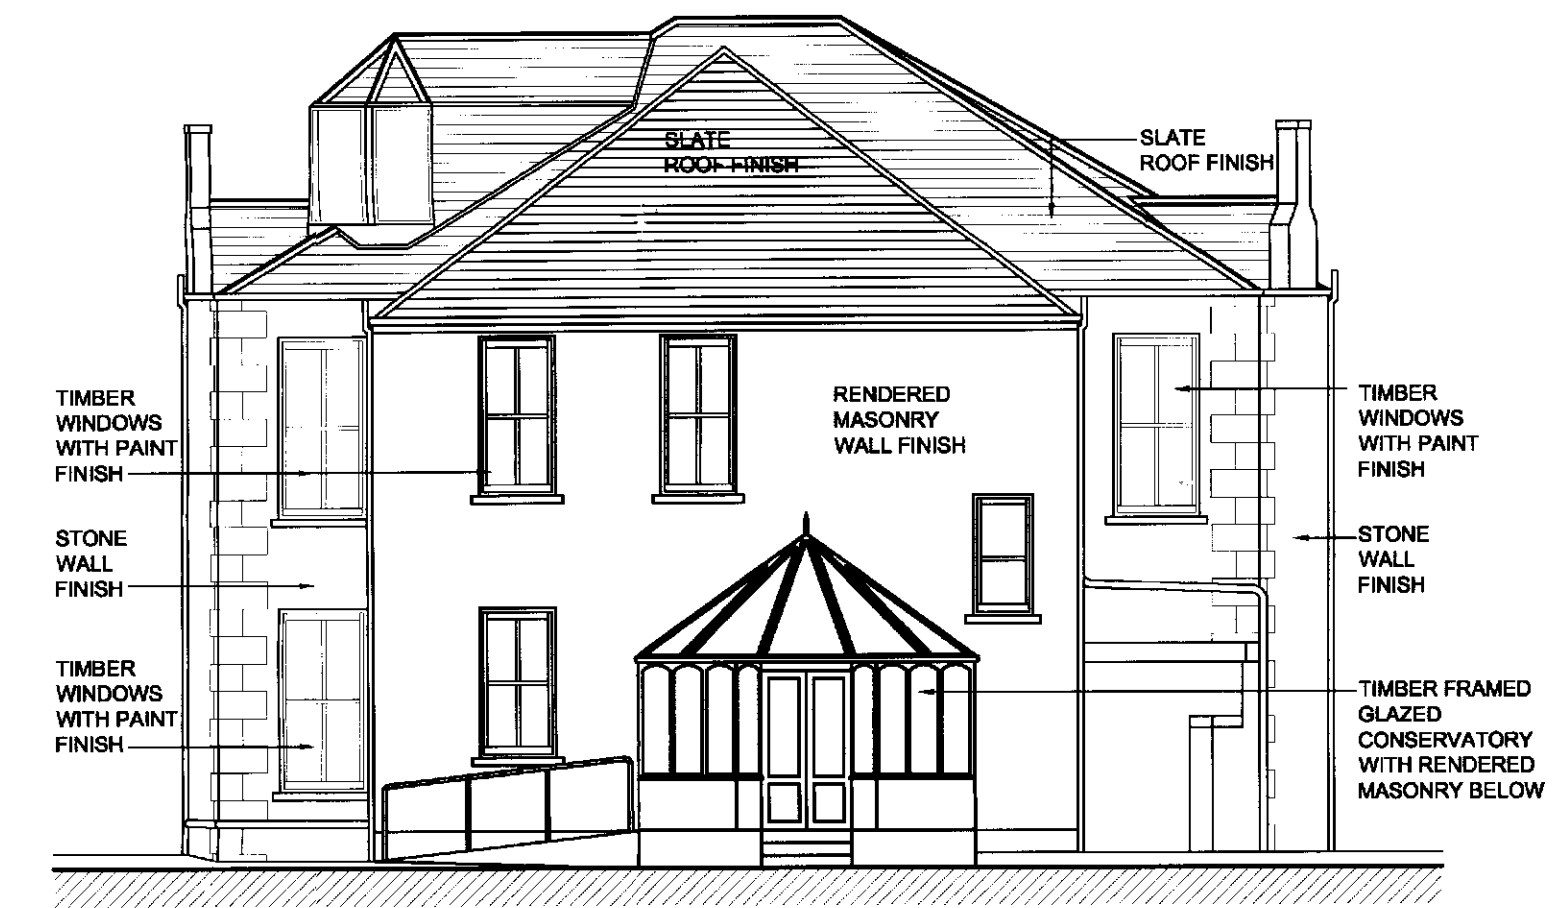 SLATE
ROOF FINISH
SLATE
ROOF FINISH
TIMBER
WINDOWS
WITH PAINT
FINISH
RENDERED
MASONRY
WALL FINISH
TIMBER
WINDOWS
WITH PAINT
FINISH
STONE
WALL
FINISH
STONE
WALL
FINISH
TIMBER
WINDOWS
WITH PAINT
FINISH
TIMBER FRAMED
GLAZED
CONSERVATORY
WITH RENDERED
MASONRY BELOW